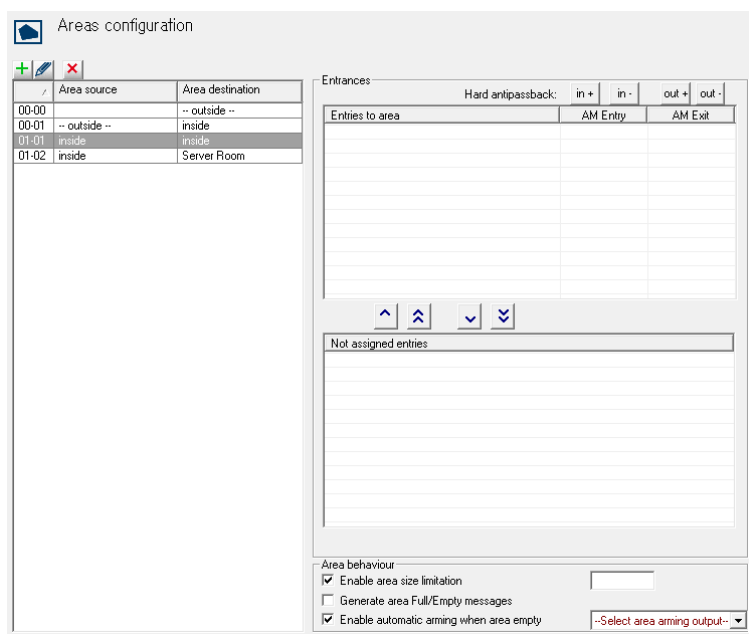 Areas configuration
/ Area source Area destination
00-00 -- outside --
00-01 -- outside -- inside
01-01 inside inside
01-02 inside Server Room
Entrances
Hard antipassback: in + in - out + out -
Entries to area AM Entry AM Exit
Not assigned entries
Area behaviour
Enable area size limitation
Generate area Full/Empty messages
Enable automatic arming when area empty --Select area arming output--